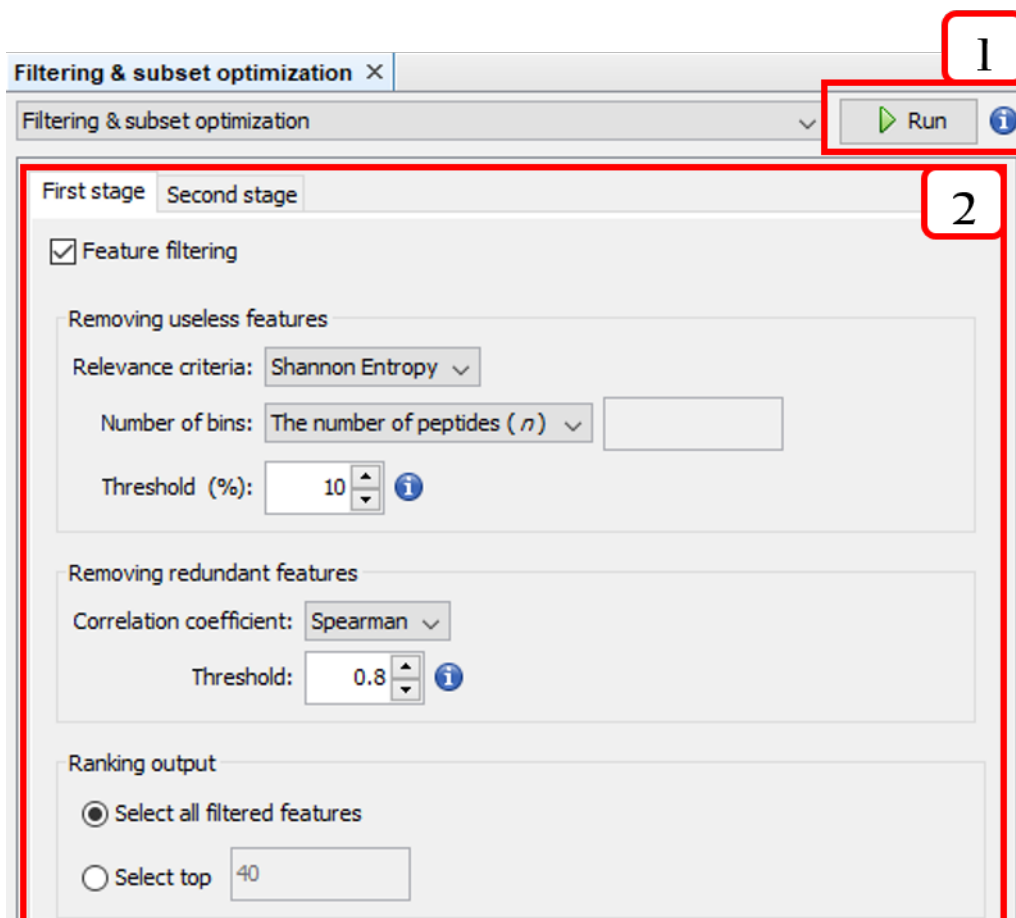 1
Filtering & subset optimization
Filtering & subset optimization
Run
First stage Second stage
2
Feature filtering
Removing useless features
Relevance criteria: Shannon Entropy
Number of bins: The number of peptides (n)
Threshold (%): 10
Removing redundant features
Correlation coefficient: Spearman
Threshold: 0.8
Ranking output
Select all filtered features
Select top 40